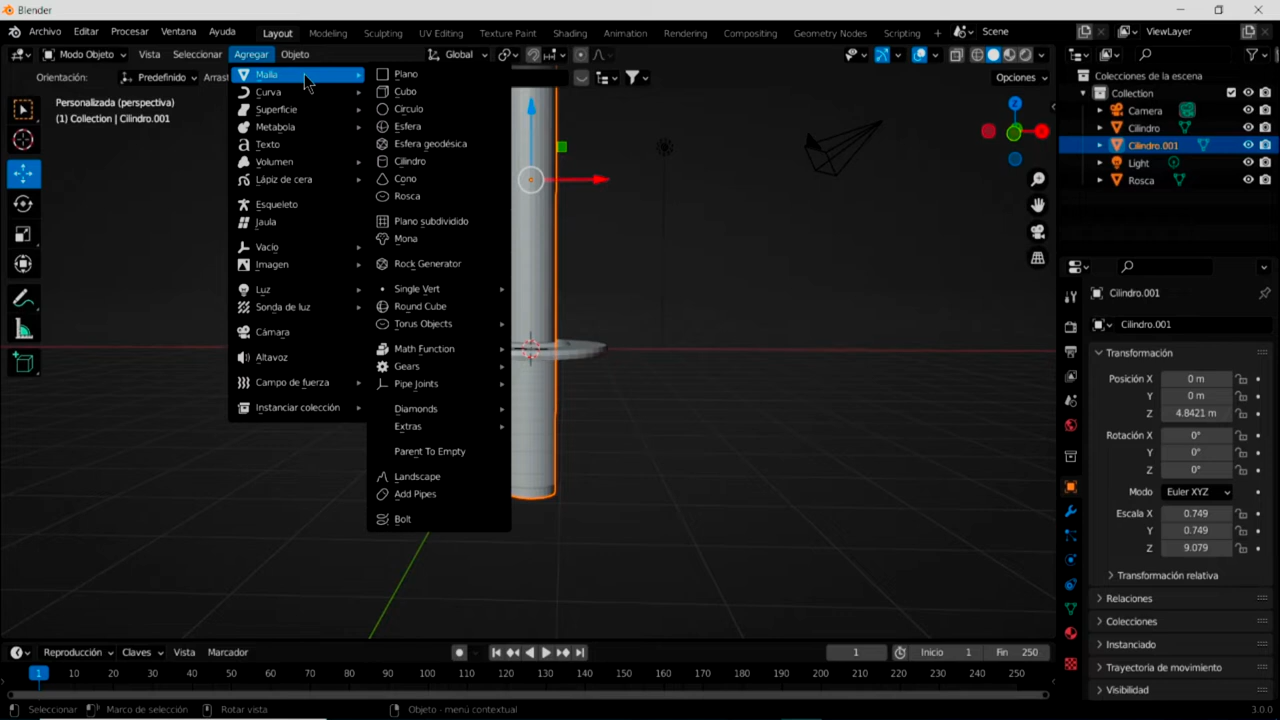 Blender
Archivo Editar Procesar Ventana Ayuda Layout Modeling Sculpting UV Editing Texture Paint Shading Animation Rendering Compositing Geometry Nodes Scripting + Scene ViewLayer
Modo Objeto Vista Seleccionar Agregar Objeto Global
Orientación: Predefinido Arrast Opciones
Personalizada (perspectiva)
(1) Collection | Cilindro.001
Malla
Curva
Superficie
Metabola
Texto
Volumen
Lápiz de cera
Esqueleto
Jaula
Vacío
Imagen
Luz
Sonda de luz
Cámara
Altavoz
Campo de fuerza
Instanciar colección
Plano
Cubo
Círculo
Esfera
Esfera geodésica
Cilindro
Cono
Rosca
Plano subdividido
Mona
Rock Generator
Single Vert
Round Cube
Torus Objects
Math Function
Gears
Pipe Joints
Diamonds
Extras
Parent To Empty
Landscape
Add Pipes
Bolt
Z
Colecciones de la escena
Collection
Camera
Cilindro
Cilindro.001
Light
Rosca
Cilindro.001
Cilindro.001
Transformación
Posición X 0 m
Y 0 m
Z 4.8421 m
Rotación X 0°
Y 0°
Z 0°
Modo Euler XYZ
Escala X 0.749
Y 0.749
Z 9.079
Transformación relativa
Relaciones
Colecciones
Instanciado
Trayectoria de movimiento
Visibilidad
Reproducción Claves Vista Marcador 1 Inicio 1 Fin 250
1 10 20 30 40 50 60 70 80 90 100 110 120 130 140 150 160 170 180 190 200 210 220 230 240 250
Seleccionar Marco de selección Rotar vista Objeto - menú contextual 3.0.0